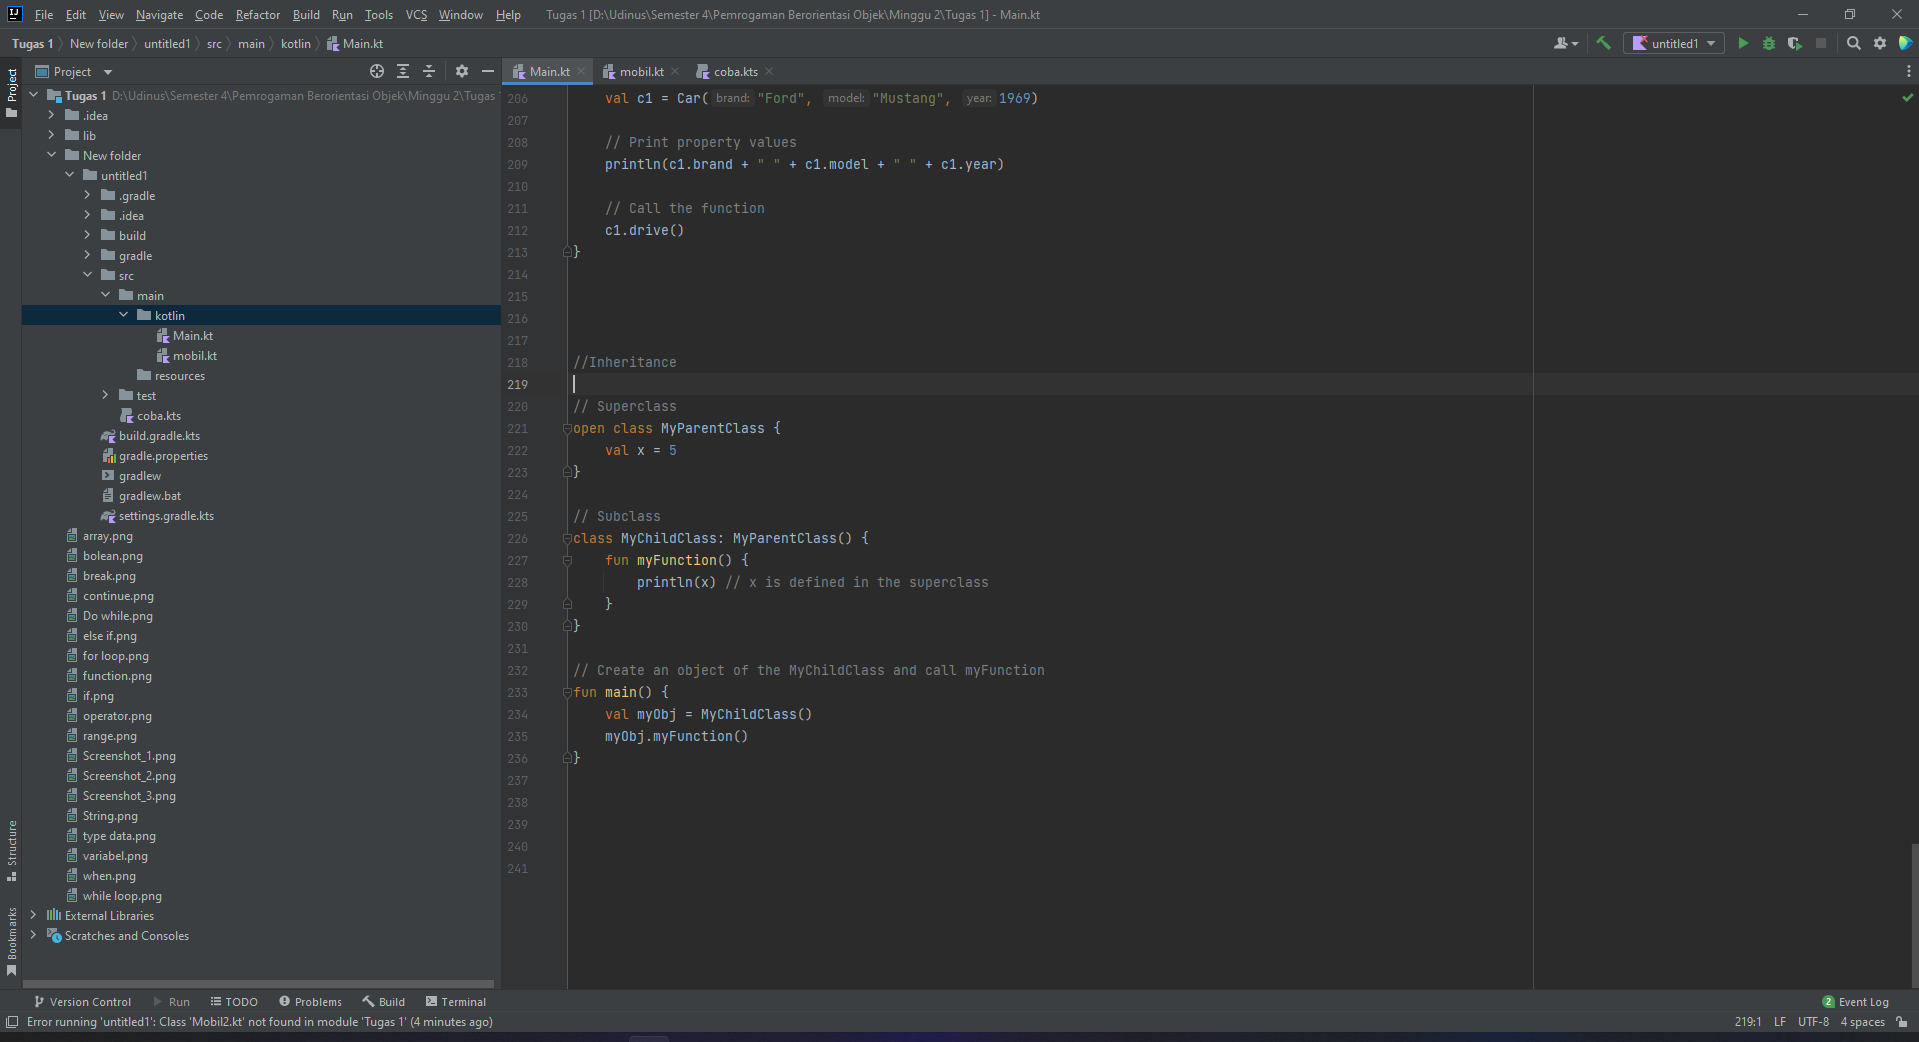 File Edit View Navigate Code Refactor Build Run Tools VCS Window Help Tugas 1 [D:\Udinus\Semester 4\Pemrogaman Berorientasi Objek\Minggu 2\Tugas 1] - Main.kt
Tugas 1 New folder untitled1 src main kotlin Main.kt untitled1
Project
Project
Tugas 1 D:\Udinus\Semester 4\Pemrogaman Berorientasi Objek\Minggu 2\Tugas
.idea
lib
New folder
untitled1
.gradle
.idea
build
gradle
src
main
kotlin
Main.kt
mobil.kt
resources
test
coba.kts
build.gradle.kts
gradle.properties
gradlew
gradlew.bat
settings.gradle.kts
array.png
bolean.png
break.png
continue.png
Do while.png
else if.png
for loop.png
function.png
if.png
operator.png
range.png
Screenshot_1.png
Screenshot_2.png
Screenshot_3.png
String.png
type data.png
variabel.png
when.png
while loop.png
External Libraries
Scratches and Consoles
Structure
Bookmarks
Main.kt mobil.kt coba.kts
206 val c1 = Car( brand: "Ford", model: "Mustang", year: 1969)
207
208 // Print property values
209 println(c1.brand + " " + c1.model + " " + c1.year)
210
211 // Call the function
212 c1.drive()
213 }
214
215
216
217
218 //Inheritance
219
220 // Superclass
221 open class MyParentClass {
222 val x = 5
223 }
224
225 // Subclass
226 class MyChildClass: MyParentClass() {
227 fun myFunction() {
228 println(x) // x is defined in the superclass
229 }
230 }
231
232 // Create an object of the MyChildClass and call myFunction
233 fun main() {
234 val myObj = MyChildClass()
235 myObj.myFunction()
236 }
237
238
239
240
241
Version Control Run TODO Problems Build Terminal 2 Event Log
Error running 'untitled1': Class 'Mobil2.kt' not found in module 'Tugas 1' (4 minutes ago) 219:1 LF UTF-8 4 spaces